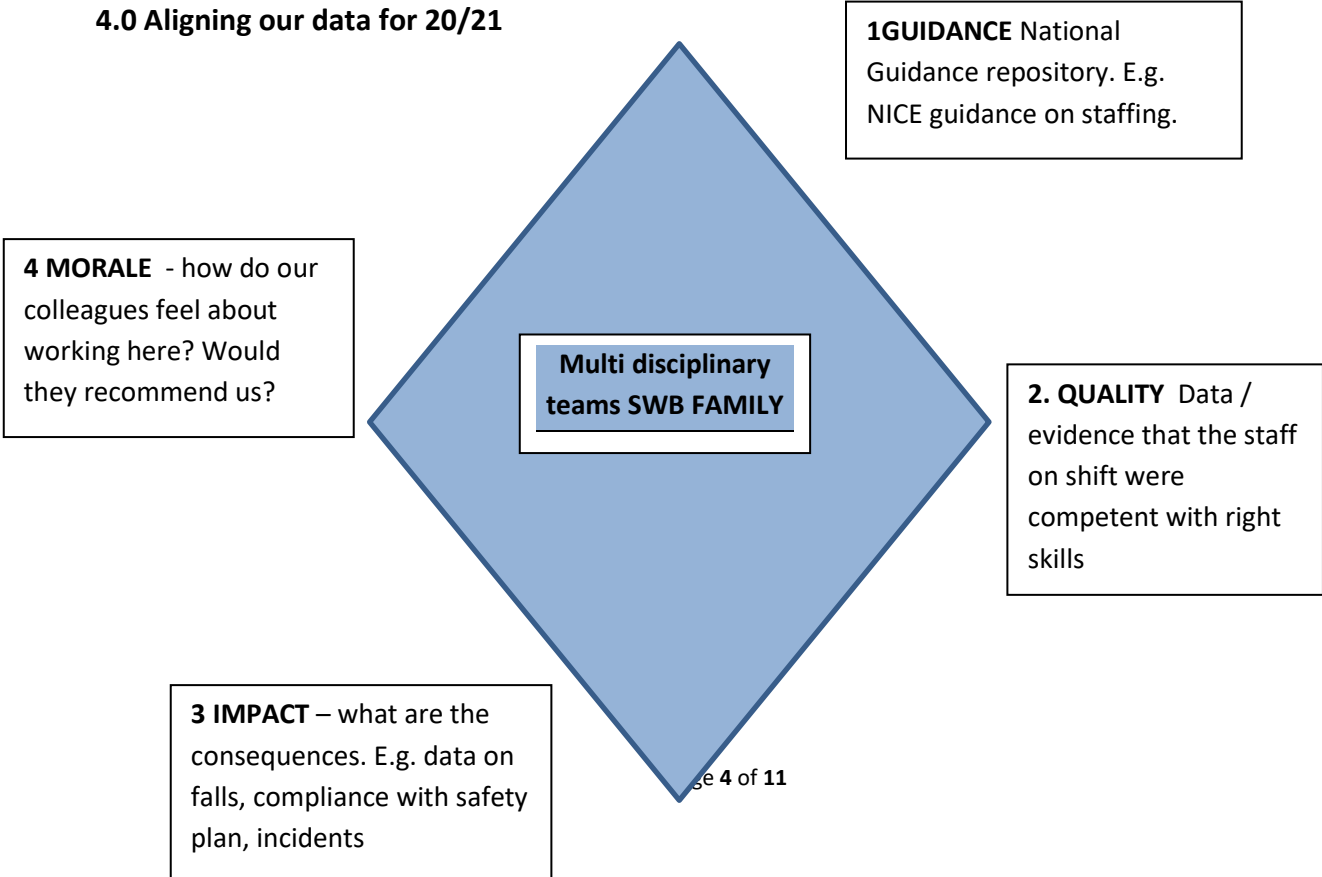 4.0 Aligning our data for 20/21
1GUIDANCE National
Guidance repository. E.g.
NICE guidance on staffing.
4 MORALE - how do our
colleagues feel about
working here? Would
they recommend us?
Multi disciplinary
teams SWB FAMILY
2. QUALITY Data /
evidence that the staff
on shift were
competent with right
skills
3 IMPACT – what are the
consequences. E.g. data on
falls, compliance with safety
plan, incidents
4 of 11